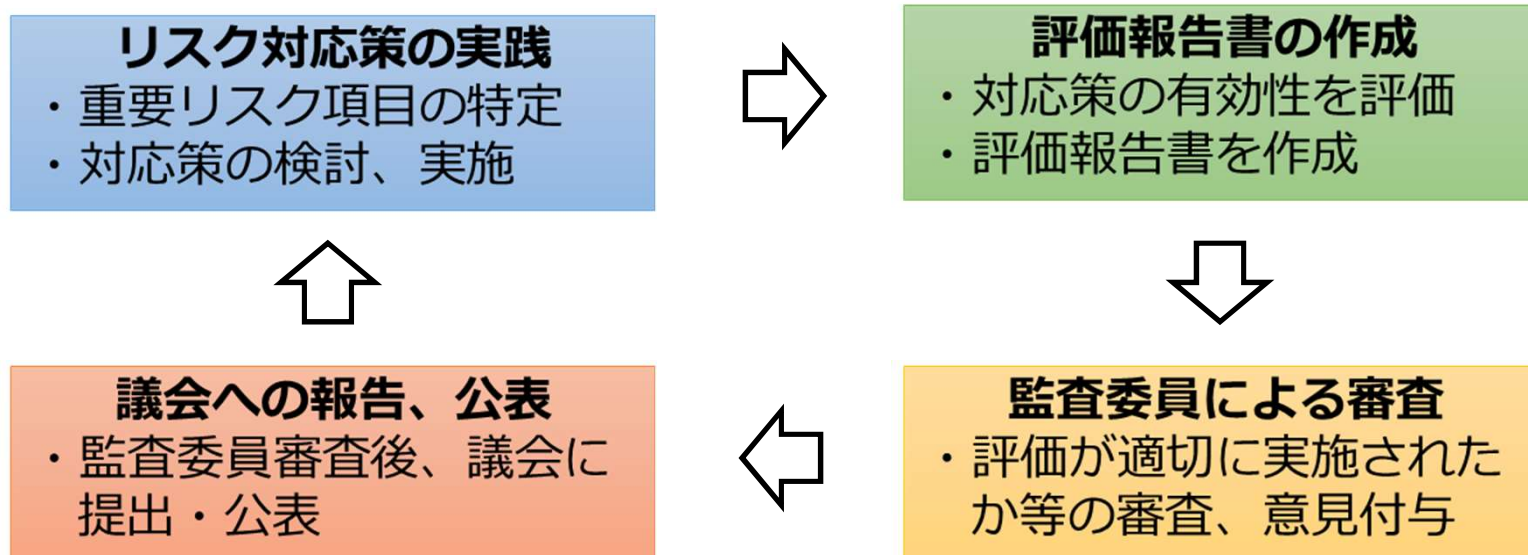 リスク対応策の実践
・重要リスク項目の特定
・対応策の検討、実施
評価報告書の作成
・対応策の有効性を評価
・評価報告書を作成
監査委員による審査
・評価が適切に実施された
か等の審査、意見付与
議会への報告、公表
・監査委員審査後、議会に
提出・公表